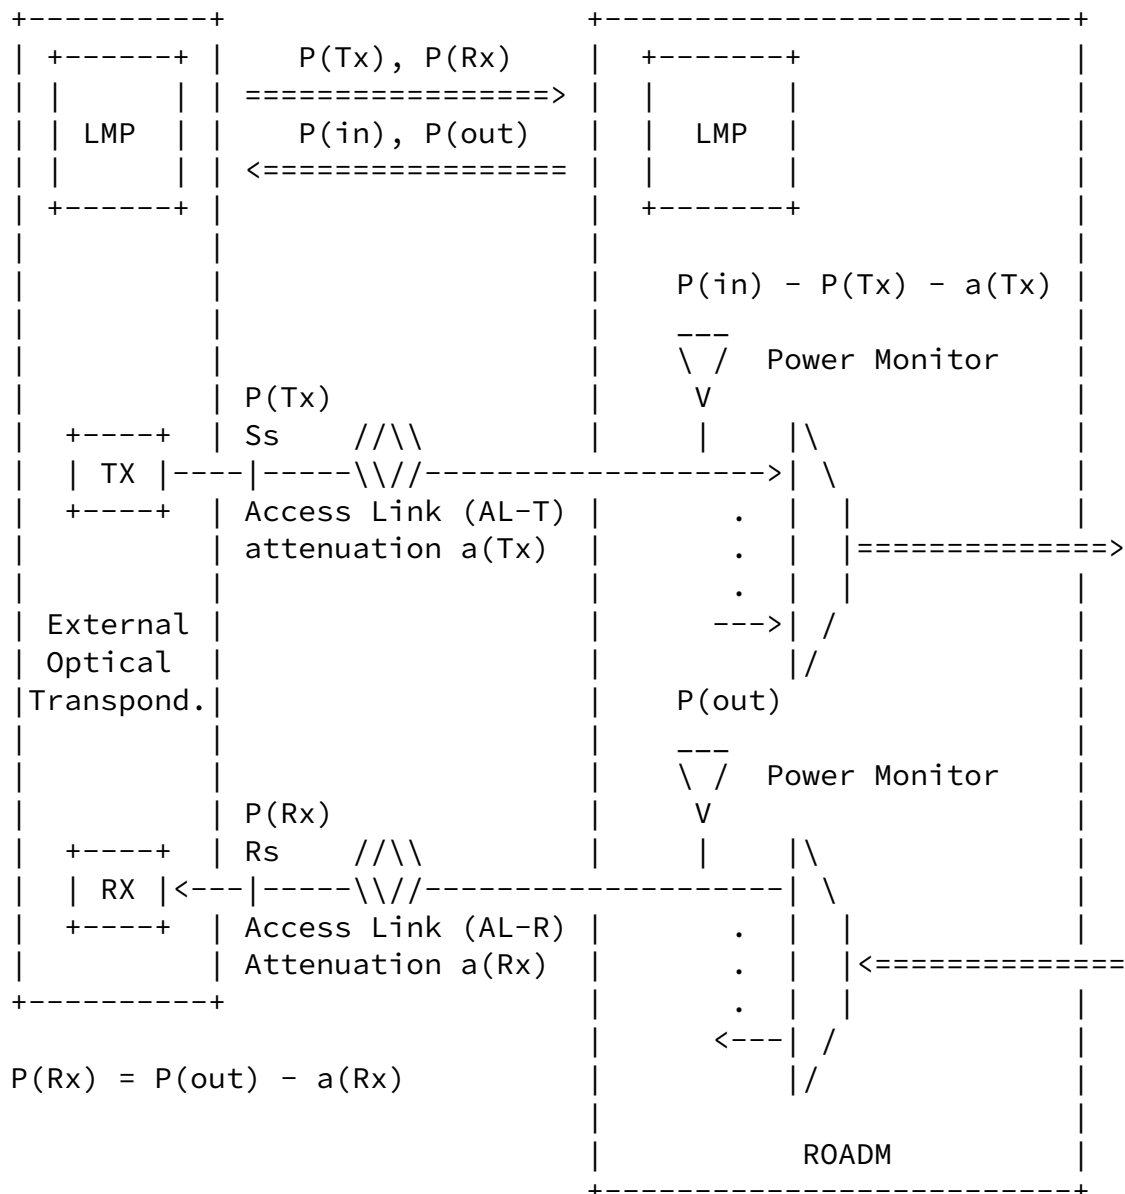 P(Tx), P(Rx)
LMP P(in), P(out) LMP
P(in) - P(Tx) - a(Tx)
Power Monitor
P(Tx)
Ss
TX
Access Link (AL-T)
attenuation a(Tx)
External
Optical
Transpond.
P(out)
Power Monitor
P(Rx)
Rs
RX
Access Link (AL-R)
Attenuation a(Rx)
P(Rx) = P(out) - a(Rx)
ROADM